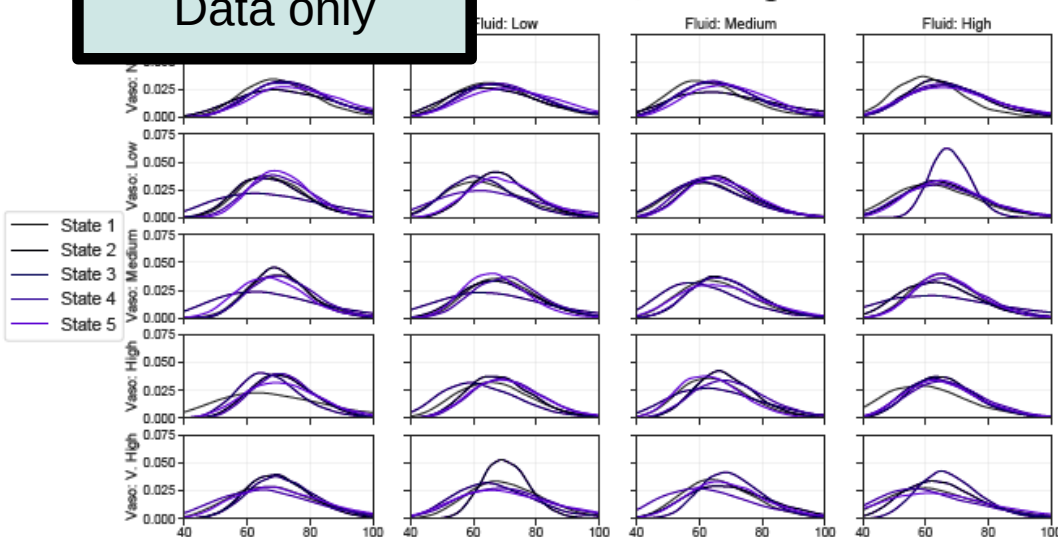 Data only
Fluid: Low Fluid: Medium Fluid: High
0.025
0.000
0.075
0.050
0.025
0.000
Vaso: Low
0.075
0.050
0.025
0.000
Vaso: Medium
0.075
0.050
0.025
0.000
Vaso: High
0.075
0.050
0.025
0.000
Vaso: V. High
40 60 80 100 40 60 80 100 40 60 80 100 40 60 80 100
State 1
State 2
State 3
State 4
State 5